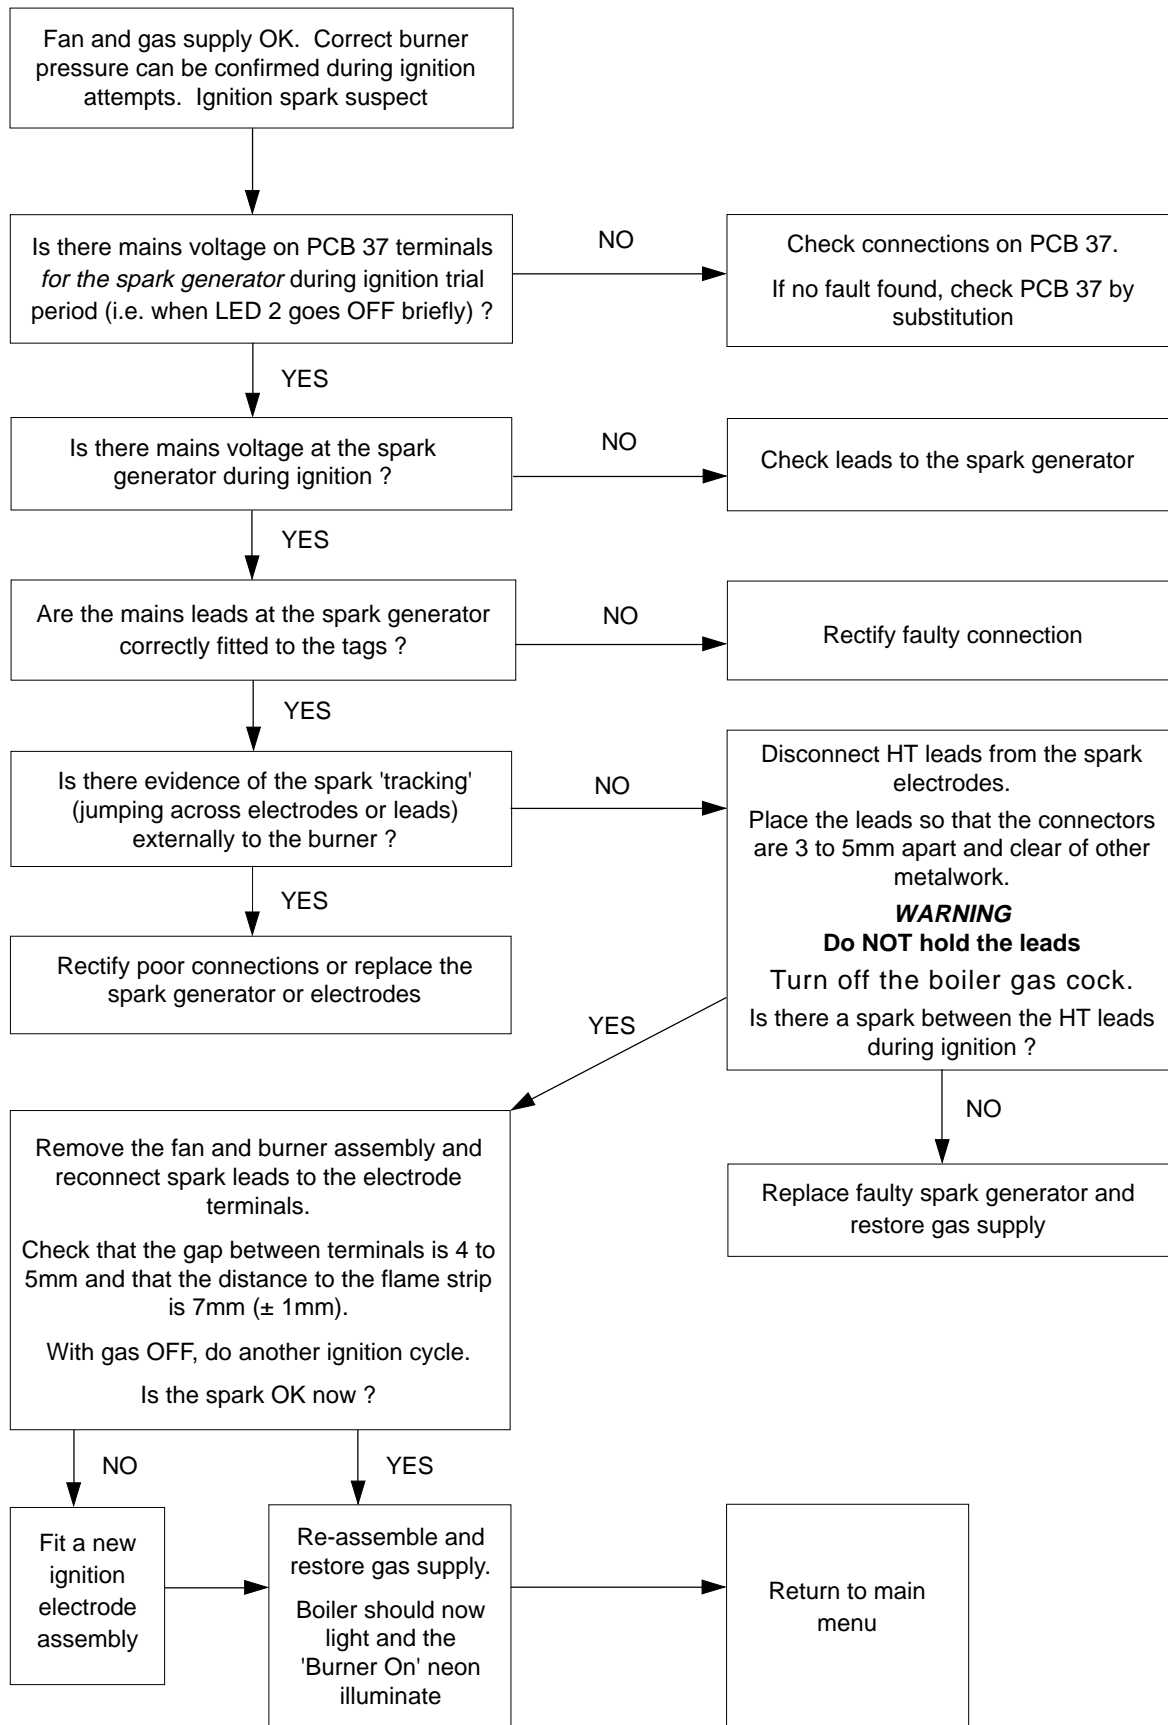 Fan and gas supply OK.  Correct burner
pressure can be confirmed during ignition
attempts.  Ignition spark suspect
Is there mains voltage on PCB 37 terminals
for the spark generator during ignition trial
period (i.e. when LED 2 goes OFF briefly) ?
NO
Check connections on PCB 37.
If no fault found, check PCB 37 by
substitution
YES
Is there mains voltage at the spark
generator during ignition ?
NO
Check leads to the spark generator
YES
Are the mains leads at the spark generator
correctly fitted to the tags ?
NO
Rectify faulty connection
YES
Is there evidence of the spark 'tracking'
(jumping across electrodes or leads)
externally to the burner ?
NO
Disconnect HT leads from the spark
electrodes.
Place the leads so that the connectors
are 3 to 5mm apart and clear of other
metalwork.
WARNING
Do NOT hold the leads
Turn off the boiler gas cock.
Is there a spark between the HT leads
during ignition ?
YES
Rectify poor connections or replace the
spark generator or electrodes
YES
NO
Replace faulty spark generator and
restore gas supply
Remove the fan and burner assembly and
reconnect spark leads to the electrode
terminals.
Check that the gap between terminals is 4 to
5mm and that the distance to the flame strip
is 7mm (± 1mm).
With gas OFF, do another ignition cycle.
Is the spark OK now ?
NO
YES
Fit a new
ignition
electrode
assembly
Re-assemble and
restore gas supply.
Boiler should now
light and the
'Burner On' neon
illuminate
Return to main
menu